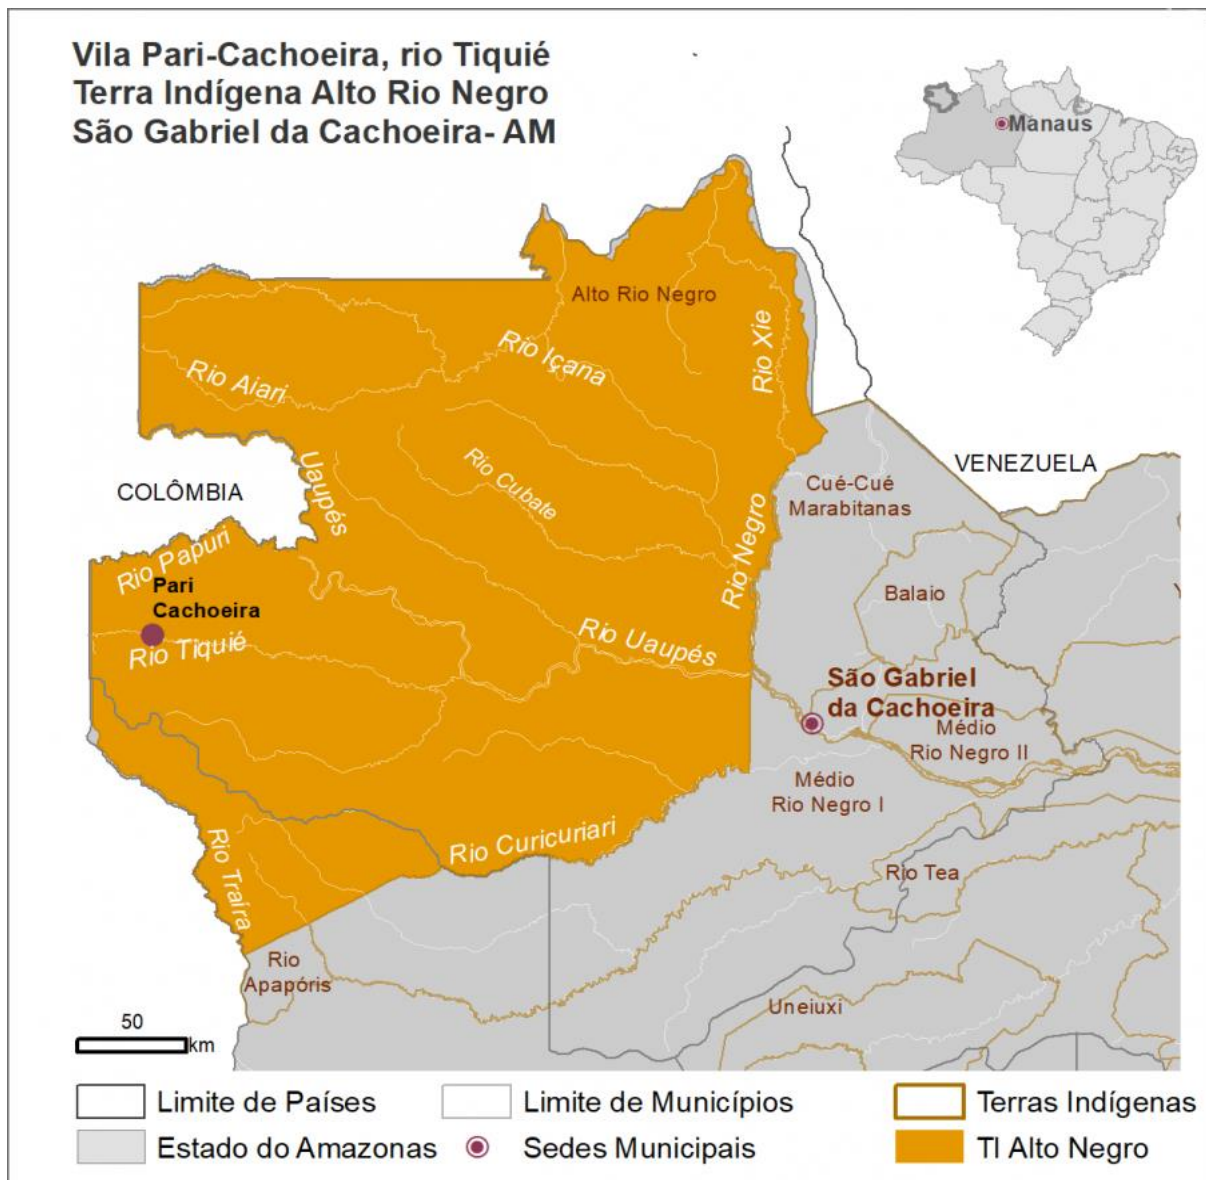 Vila Pari-Cachoeira, rio Tiquié
Terra Indígena Alto Rio Negro
São Gabriel da Cachoeira- AM
Manaus
Alto Rio Negro
Rio Içana
Rio Xie
Rio Aiari
Uaupés
Rio Cubate
COLÔMBIA
VENEZUELA
Cué-Cué
Marabitanas
Rio Negro
Rio Papuri
Pari
Cachoeira
Balaio
Rio Tiquié
Rio Uaupés
São Gabriel
da Cachoeira
Médio
Rio Negro II
Médio
Rio Negro I
Rio Curicuriari
Rio Traíra
Rio Tea
Rio
Apapóris
Uneiuxi
50
km
Limite de Países
Limite de Municípios
Terras Indígenas
Estado do Amazonas
Sedes Municipais
TI Alto Negro